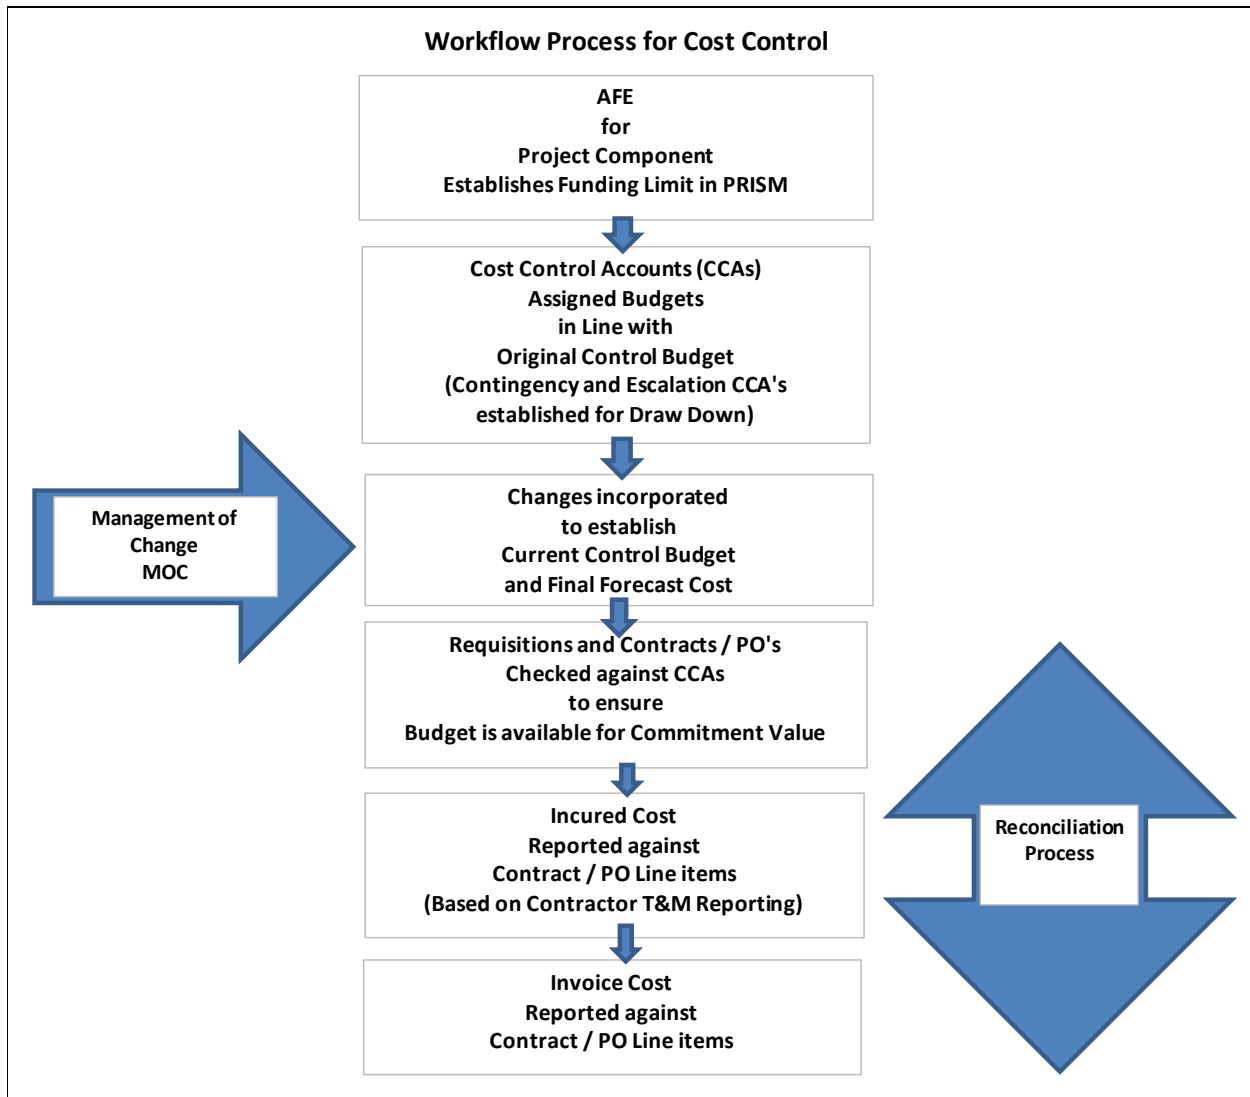 Workflow Process for Cost Control
AFE
for
Project Component
Establishes Funding Limit in PRISM
Cost Control Accounts (CCAs)
Assigned Budgets
in Line with
Original Control Budget
(Contingency and Escalation CCA's
established for Draw Down)
Management of
Change
MOC
Changes incorporated
to establish
Current Control Budget
and Final Forecast Cost
Requisitions and Contracts / PO's
Checked against CCAs
to ensure
Budget is available for Commitment Value
Incured Cost
Reported against
Contract / PO Line items
(Based on Contractor T&M Reporting)
Reconciliation
Process
Invoice Cost
Reported against
Contract / PO Line items